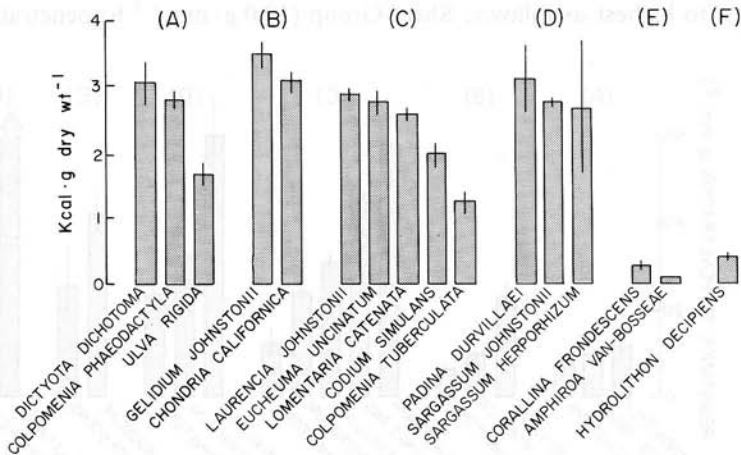 (A) (B) (C) (D) (E) (F)
Kcal · g dry wt⁻¹
4
3
2
1
0
DICTYOTA DICHOTOMA
COLPOMENIA PHAEODACTYLA
ULVA RIGIDA
GELIDIUM JOHNSTONII
CHONDRIA CALIFORNICA
LAURENCIA JOHNSTONII
EUCHEUMA UNCINATUM
LOMENTARIA CATENATA
CODIUM SIMULANS
COLPOMENIA TUBERCULATA
PADINA DURVILLAEI
SARGASSUM JOHNSTONII
SARGASSUM HERPORHIZUM
CORALLINA FRONDESCENS
AMPHIROA VAN-BOSSEAE
HYDROLITHON DECIPIENS